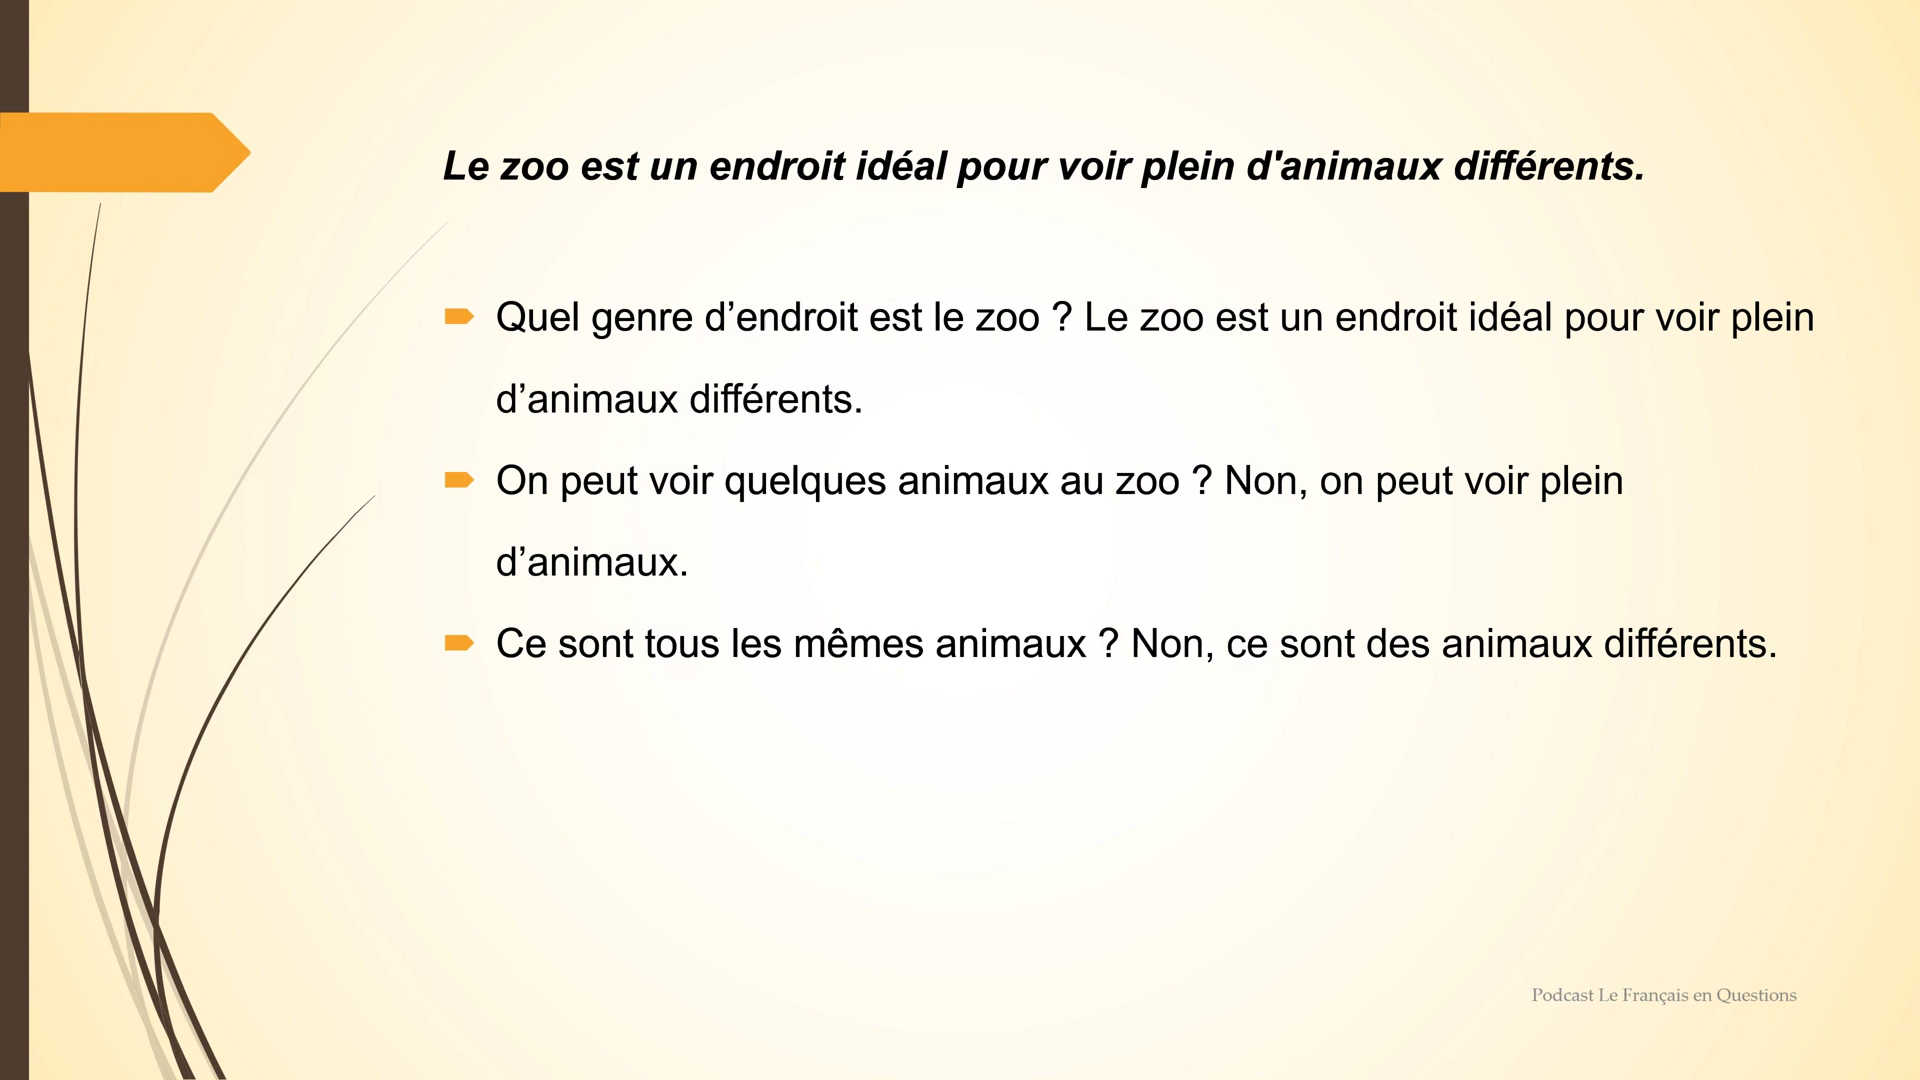 Le zoo est un endroit idéal pour voir plein d'animaux différents.
Quel genre d’endroit est le zoo ? Le zoo est un endroit idéal pour voir plein
d’animaux différents.
On peut voir quelques animaux au zoo ? Non, on peut voir plein
d’animaux.
Ce sont tous les mêmes animaux ? Non, ce sont des animaux différents.
Podcast Le Français en Questions